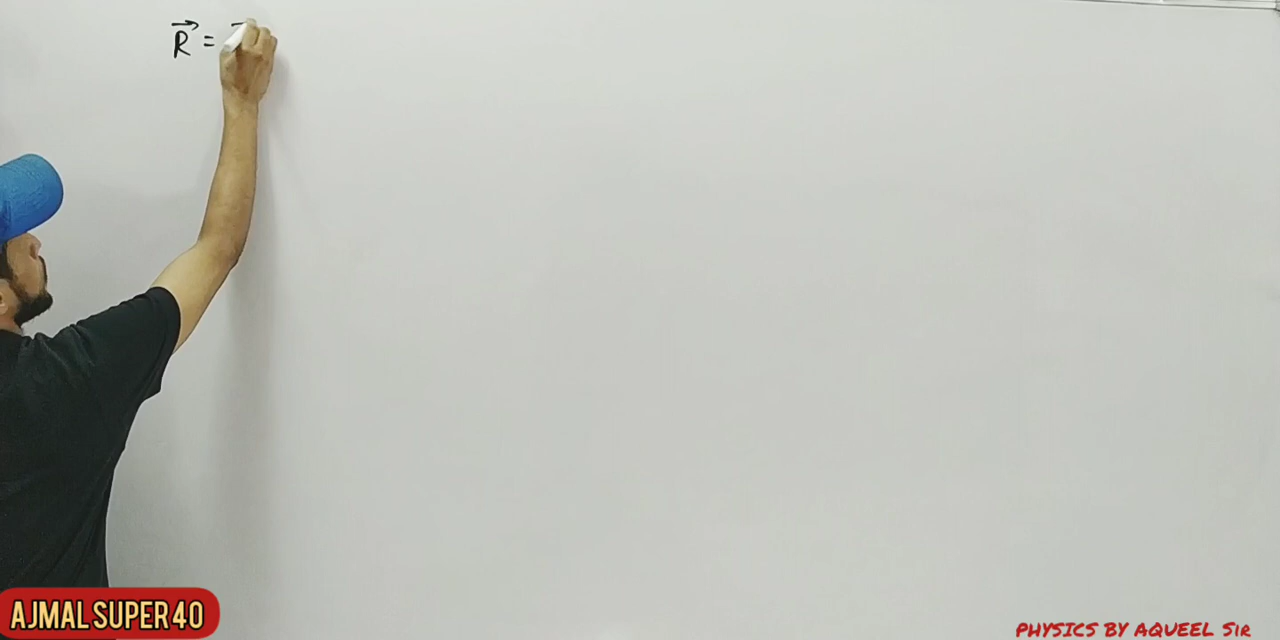 R⃗ =
AJMAL SUPER 40
PHYSICS BY AQUEEL SIR